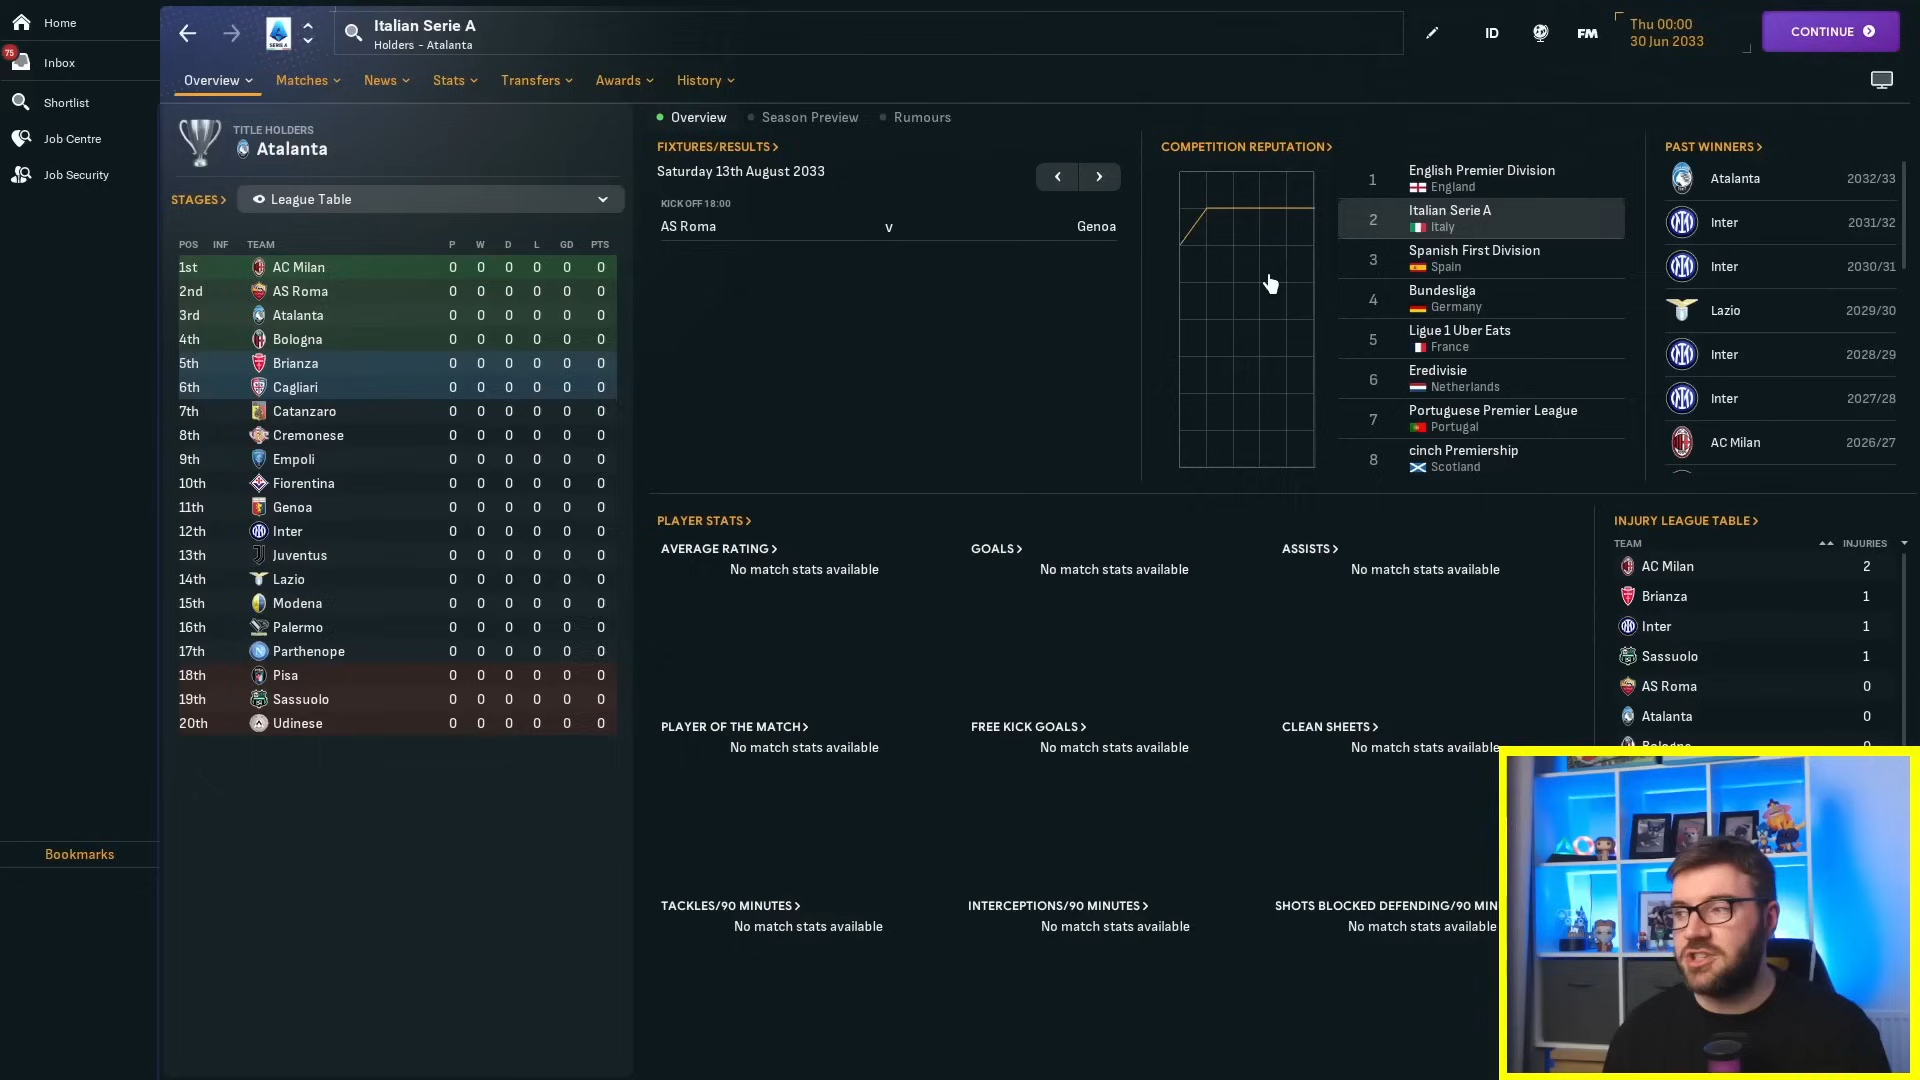 Home
75
Inbox
Shortlist
Job Centre
Job Security
Bookmarks
SERIE A
Italian Serie A
Holders - Atalanta
ID
FM
Thu 00:00
30 Jun 2033
CONTINUE
Overview
Matches
News
Stats
Transfers
Awards
History
TITLE HOLDERS
Atalanta
STAGES>
League Table
POS INF TEAM P W D L GD PTS
1st AC Milan 0 0 0 0 0 0
2nd AS Roma 0 0 0 0 0 0
3rd Atalanta 0 0 0 0 0 0
4th Bologna 0 0 0 0 0 0
5th Brianza 0 0 0 0 0 0
6th Cagliari 0 0 0 0 0 0
7th Catanzaro 0 0 0 0 0 0
8th Cremonese 0 0 0 0 0 0
9th Empoli 0 0 0 0 0 0
10th Fiorentina 0 0 0 0 0 0
11th Genoa 0 0 0 0 0 0
12th Inter 0 0 0 0 0 0
13th Juventus 0 0 0 0 0 0
14th Lazio 0 0 0 0 0 0
15th Modena 0 0 0 0 0 0
16th Palermo 0 0 0 0 0 0
17th Parthenope 0 0 0 0 0 0
18th Pisa 0 0 0 0 0 0
19th Sassuolo 0 0 0 0 0 0
20th Udinese 0 0 0 0 0 0
Overview Season Preview Rumours
FIXTURES/RESULTS>
Saturday 13th August 2033
KICK OFF 18:00
AS Roma v Genoa
COMPETITION REPUTATION>
1 English Premier Division
England
2 Italian Serie A
Italy
3 Spanish First Division
Spain
4 Bundesliga
Germany
5 Ligue 1 Uber Eats
France
6 Eredivisie
Netherlands
7 Portuguese Premier League
Portugal
8 cinch Premiership
Scotland
PAST WINNERS>
Atalanta 2032/33
Inter 2031/32
Inter 2030/31
Lazio 2029/30
Inter 2028/29
Inter 2027/28
AC Milan 2026/27
PLAYER STATS>
AVERAGE RATING>
No match stats available
GOALS>
No match stats available
ASSISTS>
No match stats available
PLAYER OF THE MATCH>
No match stats available
FREE KICK GOALS>
No match stats available
CLEAN SHEETS>
No match stats available
TACKLES/90 MINUTES>
No match stats available
INTERCEPTIONS/90 MINUTES>
No match stats available
SHOTS BLOCKED DEFENDING/90 MIN
No match stats available
INJURY LEAGUE TABLE>
TEAM INJURIES
AC Milan 2
Brianza 1
Inter 1
Sassuolo 1
AS Roma 0
Atalanta 0
Bologna 0